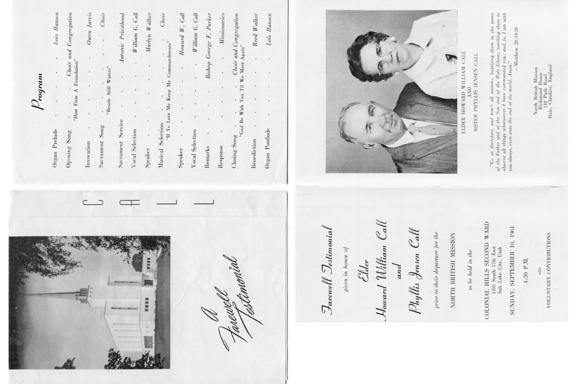 CALL
A
Farewell
Testimonial
Farewell Testimonial
given in honor of
Elder
Howard William Call
and
Phyllis Jensen Call
prior to their departure for the
NORTH BRITISH MISSION
to be held in the
COLONIAL HILLS SECOND WARD
1455 South 17th East
Salt Lake City, Utah
SUNDAY, SEPTEMBER 10, 1961
4:30 P.M.
VOLUNTARY CONTRIBUTIONS
Program
Organ Prelude . . . . Lois Hansen
Opening Song . . . . Choir and Congregation
"How Firm A Foundation"
Invocation . . . . Owen Jarvis
Sacrament Song . . . . Choir
"Beside Still Waters"
Sacrament Service . . . . Aaronic Priesthood
Vocal Selection . . . . William G. Call
Speaker . . . . Merlyn Walker
Musical Selection . . . . Choir
"If Ye Love Me Keep My Commandments"
Speaker . . . . Howard W. Call
Vocal Selection . . . . William G. Call
Remarks . . . . Bishop George F. Parker
Response . . . . Missionaries
Closing Song . . . . Choir and Congregation
"God Be With You Til We Meet Again"
Benediction . . . . Reed Walker
Organ Postlude . . . . Lois Hansen
ELDER HOWARD WILLIAM CALL
AND
SISTER PHYLLIS JENSEN CALL
"Go ye therefore, and teach all nations, baptizing them in the name
of the Father and of the Son and of the Holy Ghost; teaching them to
observe all things whatsoever I have commanded you; and, lo, I am with
you always, even unto the end of the world, Amen."
—Matthew 28:19-20
North British Mission
Richmond House
Hale, Cheshire, England